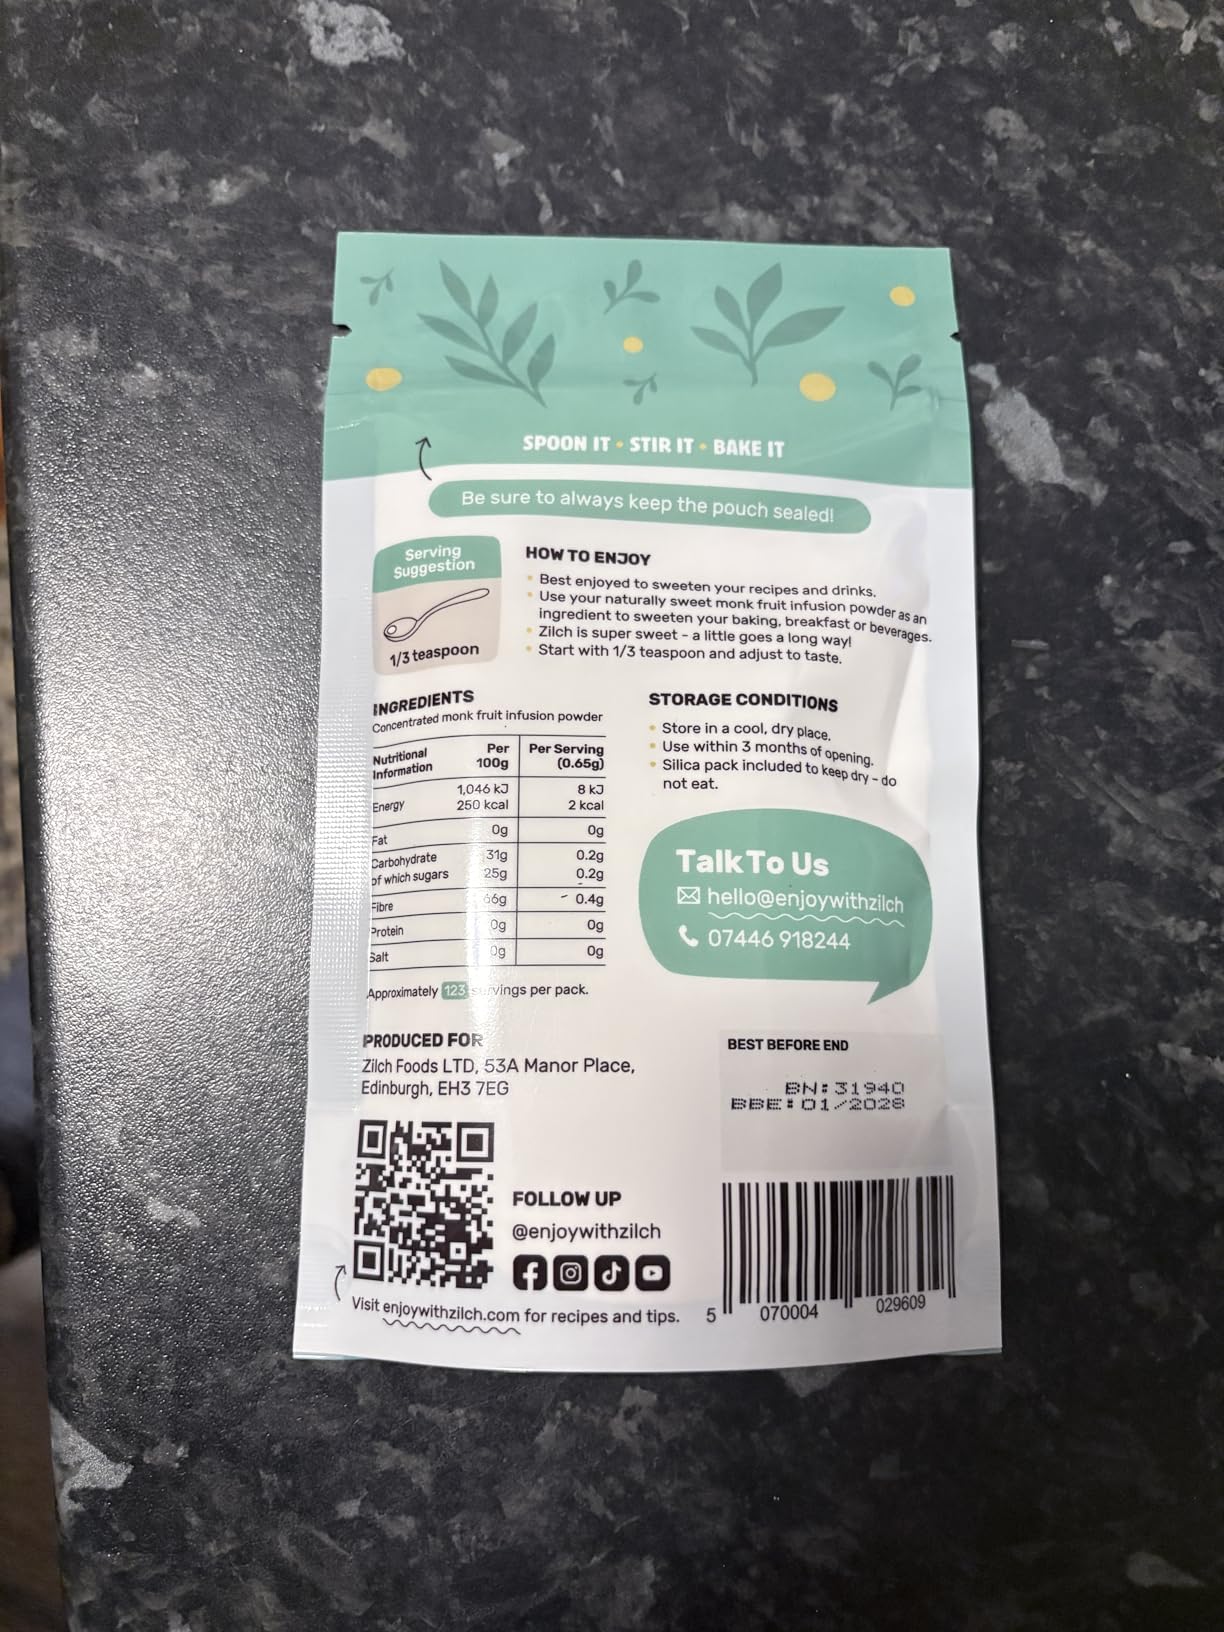 SPOON IT • STIR IT • BAKE IT
Be sure to always keep the pouch sealed!
Serving
Suggestion
1/3 teaspoon
HOW TO ENJOY
• Best enjoyed to sweeten your recipes and drinks.
• Use your naturally sweet monk fruit infusion powder as an
ingredient to sweeten your baking, breakfast or beverages.
• Zilch is super sweet - a little goes a long way!
• Start with 1/3 teaspoon and adjust to taste.
INGREDIENTS
Concentrated monk fruit infusion powder
Nutritional Information Per 100g Per Serving (0.65g)
Energy 1,046 kJ 8 kJ
250 kcal 2 kcal
Fat 0g 0g
Carbohydrate 31g 0.2g
of which sugars 25g 0.2g
Fibre 66g 0.4g
Protein 0g 0g
Salt 0g 0g
Approximately 123 servings per pack.
STORAGE CONDITIONS
• Store in a cool, dry place.
• Use within 3 months of opening.
• Silica pack included to keep dry - do
not eat.
Talk To Us
hello@enjoywithzilch
07446 918244
PRODUCED FOR
Zilch Foods LTD, 53A Manor Place,
Edinburgh, EH3 7EG
BEST BEFORE END
BN: 31940
BBE: 01/2028
FOLLOW UP
@enjoywithzilch
Visit enjoywithzilch.com for recipes and tips.
5 070004 029609